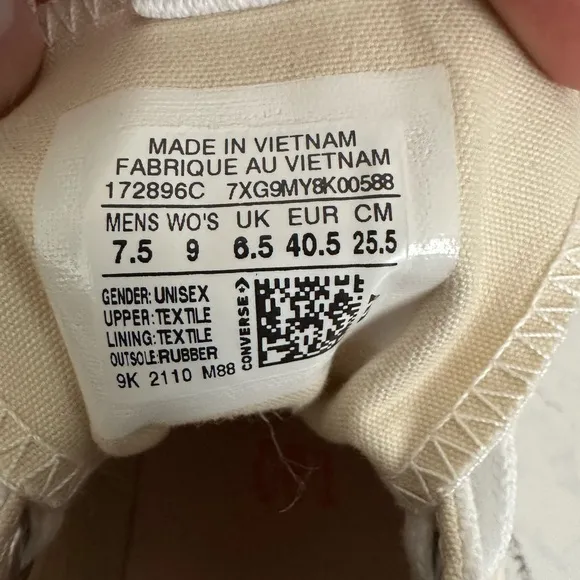 MADE IN VIETNAM
FABRIQUE AU VIETNAM
172896C 7XG9MY8K00588
MENS WO'S UK EUR CM
7.5 9 6.5 40.5 25.5
GENDER: UNISEX
UPPER: TEXTILE
LINING: TEXTILE
OUTSOLE: RUBBER
CONVERSE
9K 2110 M88